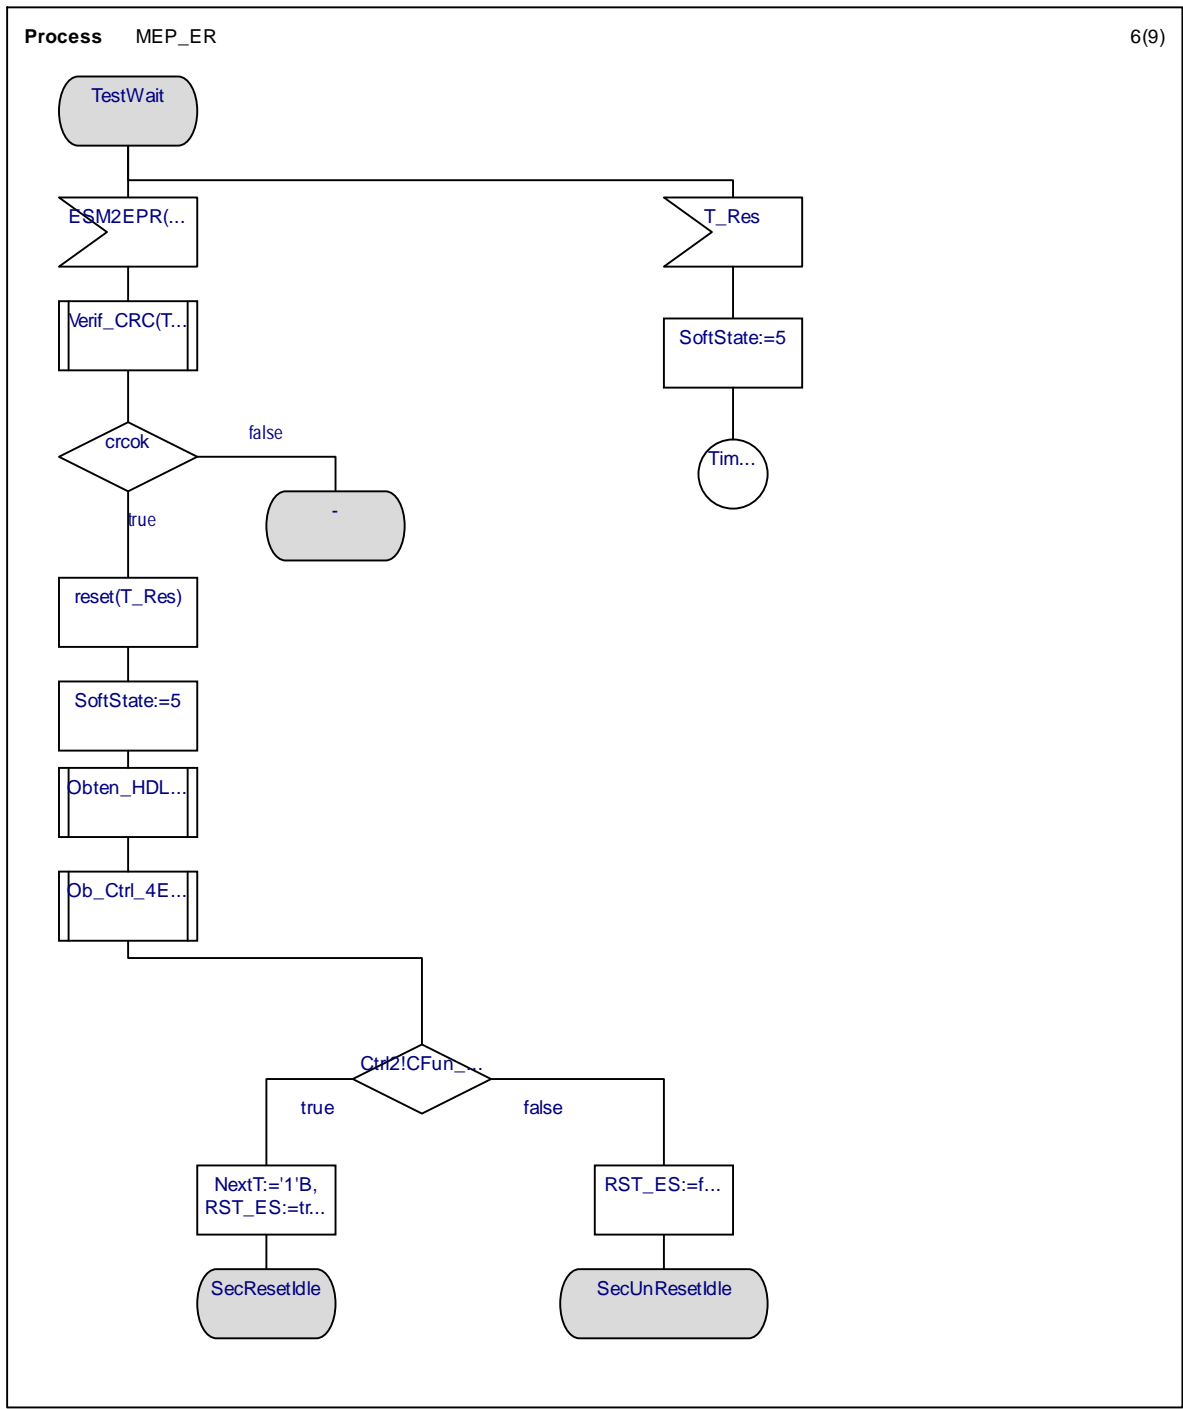 Process MEP_ER 6(9)
TestWait
ESM2EPR(...
T_Res
Verif_CRC(T...
SoftState:=5
crcok
false
Tim...
-
true
reset(T_Res)
SoftState:=5
Obten_HDL...
Ob_Ctrl_4E...
Ctrl2!CFun_...
true
false
NextT:='1'B,
RST_ES:=tr...
RST_ES:=f...
SecResetIdle
SecUnResetIdle